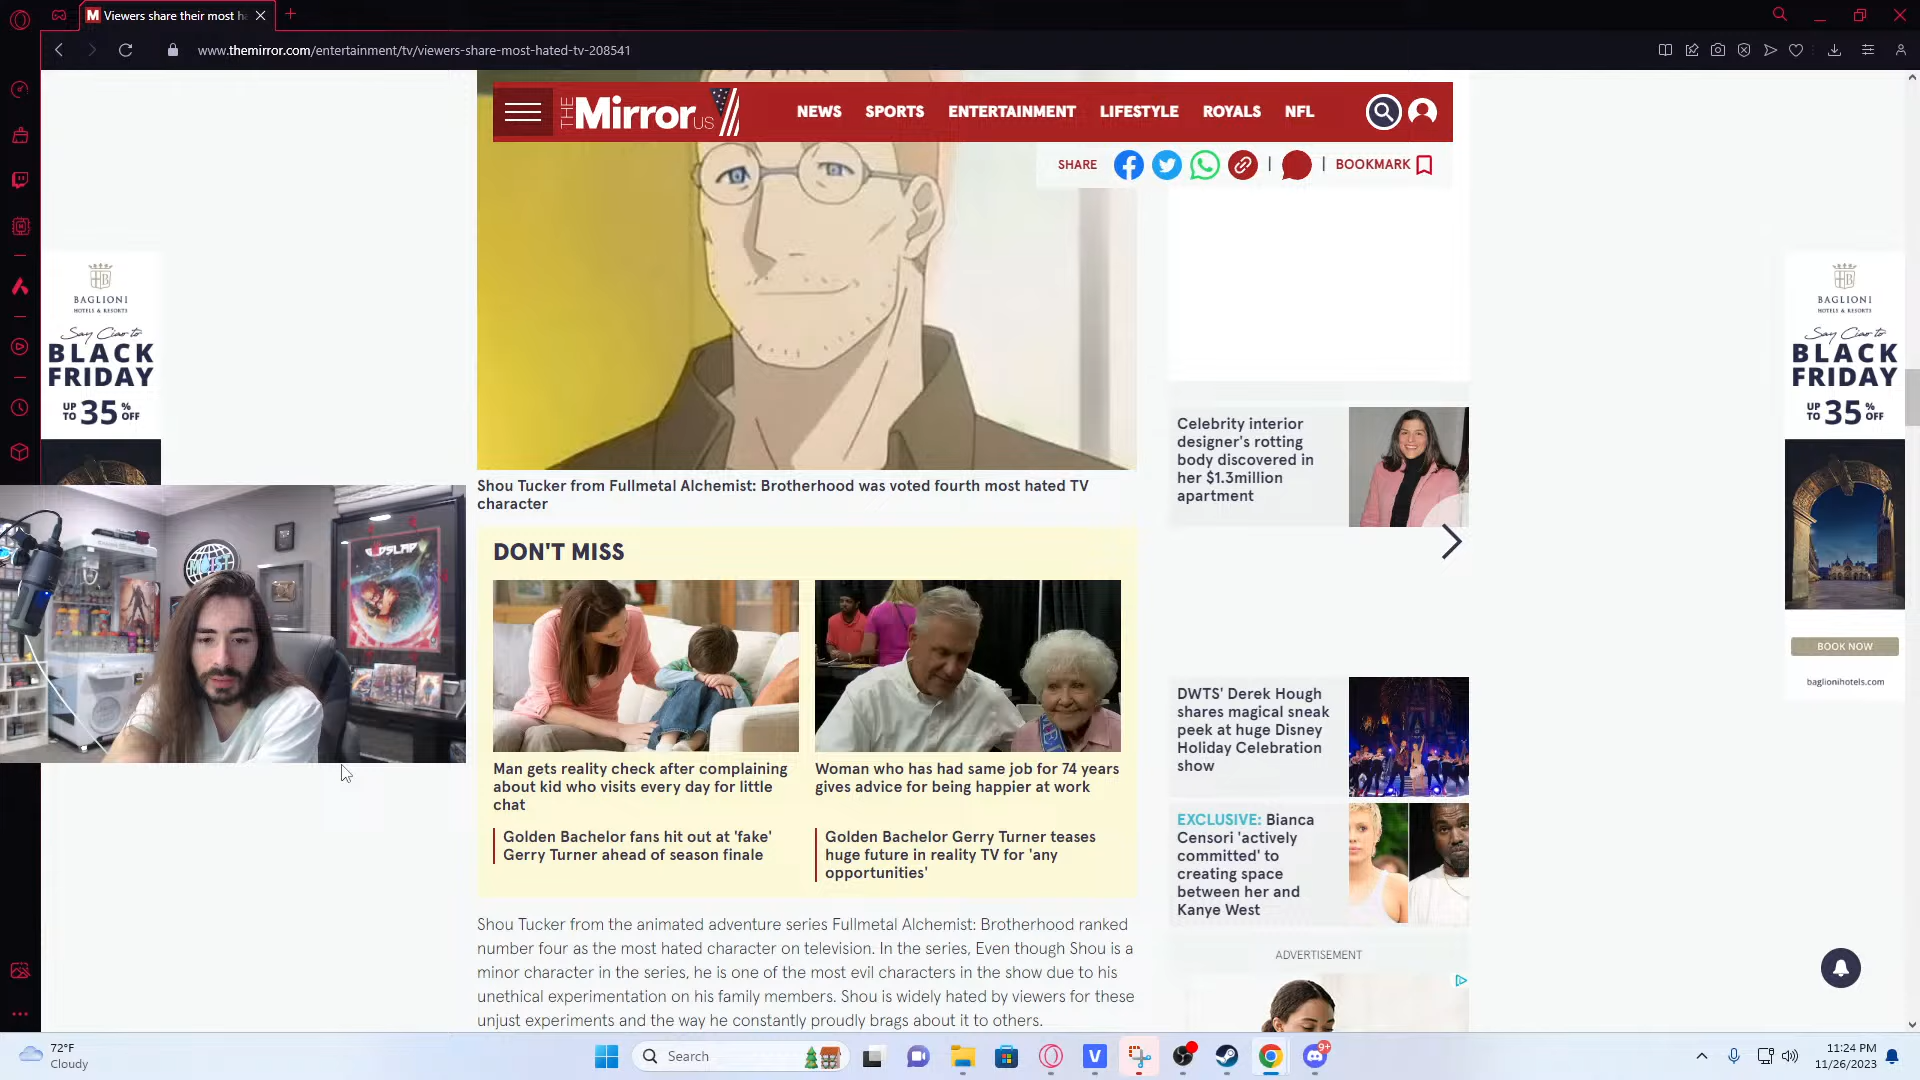 Viewers share their most h
www.themirror.com/entertainment/tv/viewers-share-most-hated-tv-208541
THE Mirror US
NEWS
SPORTS
ENTERTAINMENT
LIFESTYLE
ROYALS
NFL
SHARE
BOOKMARK
BAGLIONI
HOTELS & RESORTS
Say Ciao to
BLACK
FRIDAY
UP TO 35% OFF
BAGLIONI
HOTELS & RESORTS
Say Ciao to
BLACK
FRIDAY
UP TO 35% OFF
BOOK NOW
baglionihotels.com
Shou Tucker from Fullmetal Alchemist: Brotherhood was voted fourth most hated TV
character
DON'T MISS
Man gets reality check after complaining
about kid who visits every day for little
chat
Woman who has had same job for 74 years
gives advice for being happier at work
Golden Bachelor fans hit out at 'fake'
Gerry Turner ahead of season finale
Golden Bachelor Gerry Turner teases
huge future in reality TV for 'any
opportunities'
Shou Tucker from the animated adventure series Fullmetal Alchemist: Brotherhood ranked
number four as the most hated character on television. In the series, Even though Shou is a
minor character in the series, he is one of the most evil characters in the show due to his
unethical experimentation on his family members. Shou is widely hated by viewers for these
unjust experiments and the way he constantly proudly brags about it to others.
Celebrity interior
designer's rotting
body discovered in
her $1.3million
apartment
DWTS' Derek Hough
shares magical sneak
peek at huge Disney
Holiday Celebration
show
EXCLUSIVE: Bianca
Censori 'actively
committed' to
creating space
between her and
Kanye West
ADVERTISEMENT
MOIST
GODSLAP
72°F
Cloudy
Search
V
9+
11:24 PM
11/26/2023